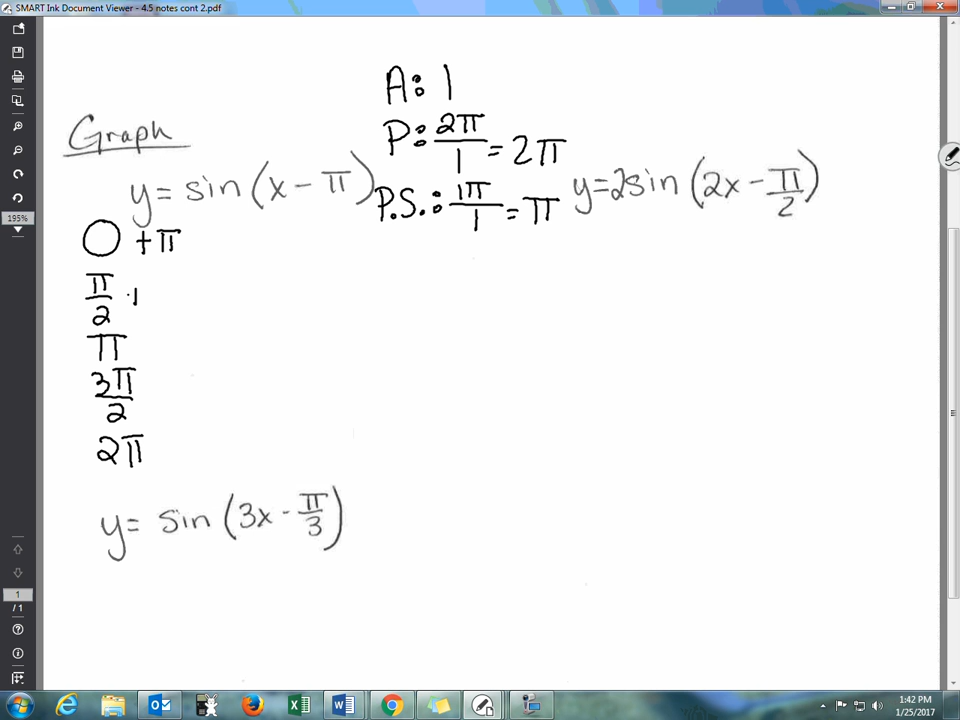 SMART Ink Document Viewer - 4.5 notes cont 2.pdf
Graph
y= sin(x - π)
A: 1
P: 2π/1 = 2π
P.S.: 1π/1 = π
y=2sin(2x - π/2)
0 +π
π/2
π
3π/2
2π
y= sin(3x - π/3)
195%
1
/ 1
1:42 PM
1/25/2017